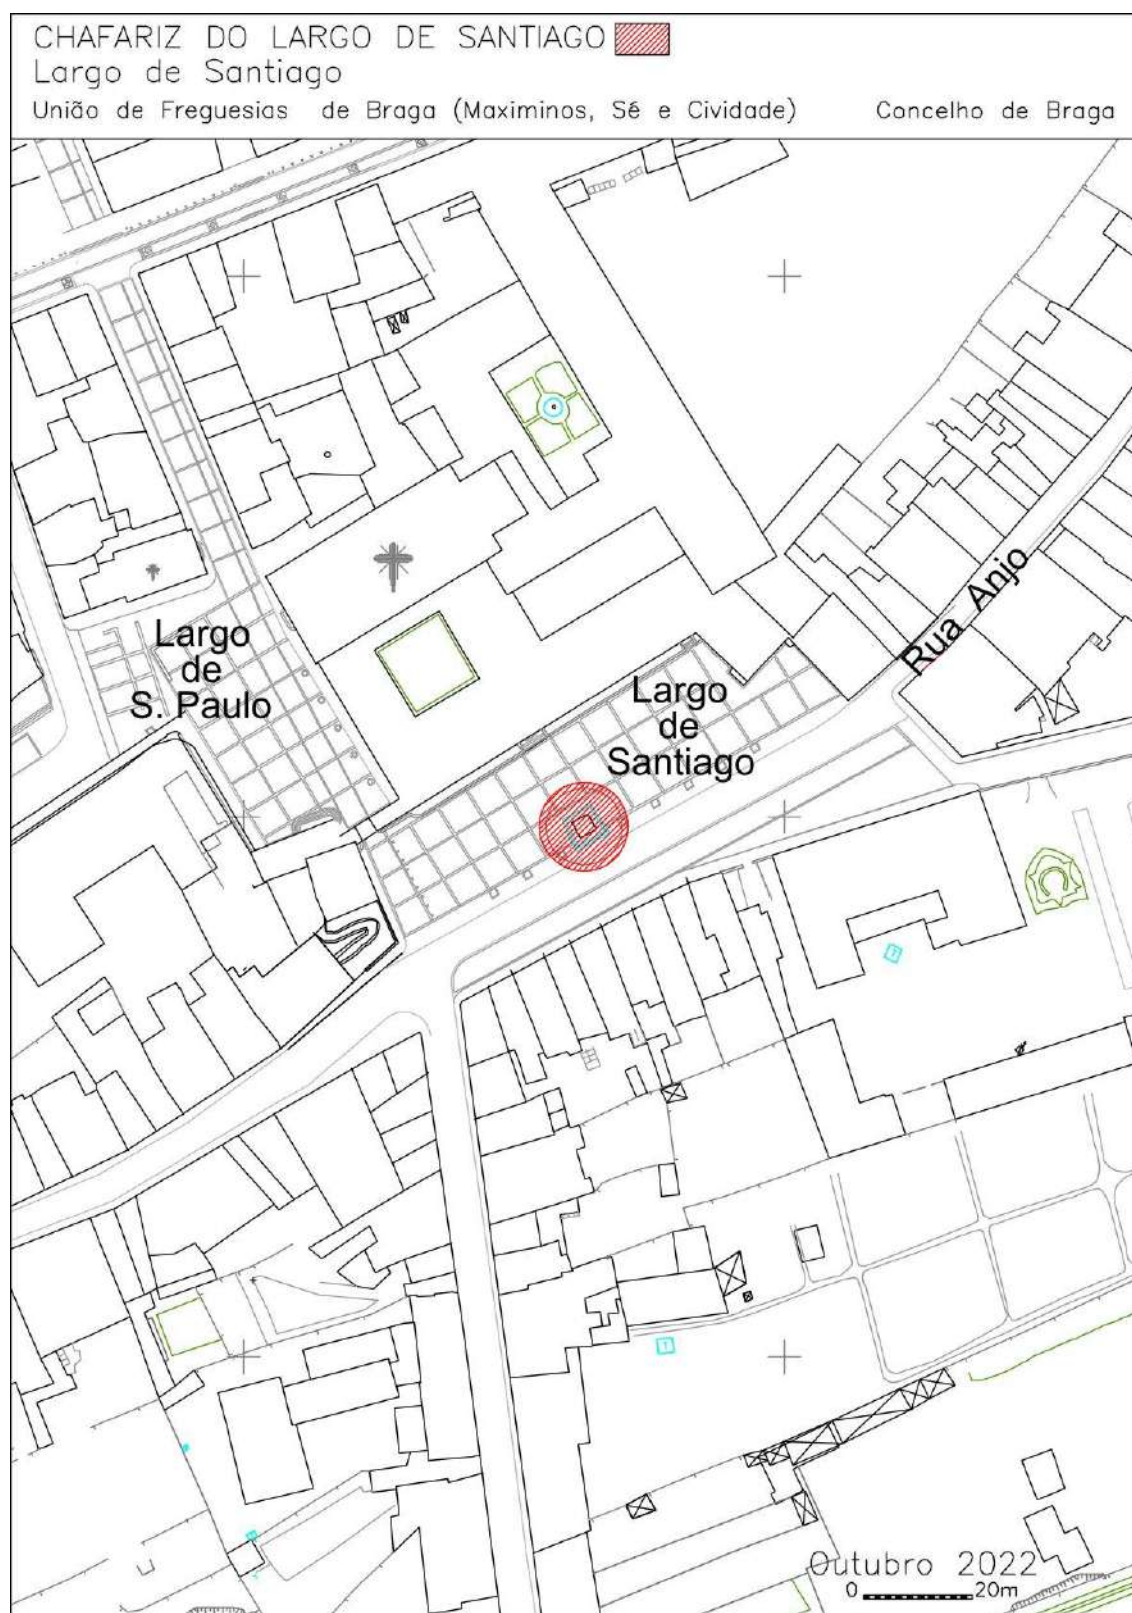 CHAFARIZ DO LARGO DE SANTIAGO
Largo de Santiago
União de Freguesias de Braga (Maximinos, Sé e Cividade) Concelho de Braga
Rua Anjo
Largo
de
S. Paulo
Largo
de
Santiago
T
T
Outubro 2022
0 20m